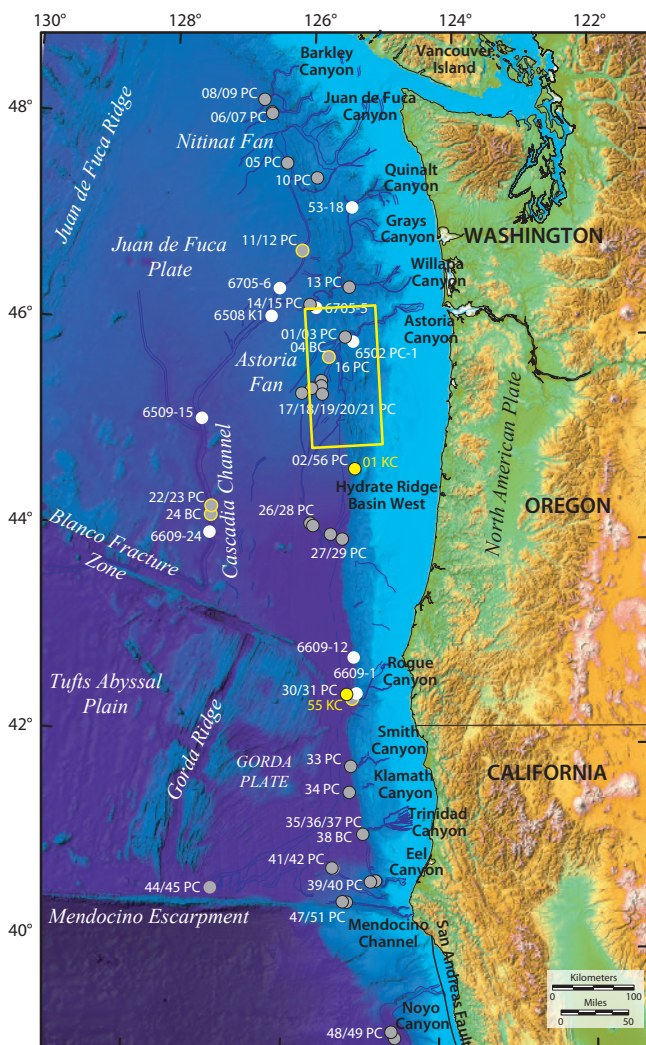 130°
128°
126°
124°
122°
Barkley
Canyon
Vancouver
Island
48°
08/09 PC
06/07 PC
Juan de Fuca
Canyon
Juan de Fuca Ridge
Nitinat Fan
05 PC
10 PC
Quinalt
Canyon
53-18
Grays
Canyon
WASHINGTON
11/12 PC
Juan de Fuca
Plate
Willapa
Canyon
6705-6
13 PC
14/15 PC
6705-5
46°
6508 K1
Astoria
Canyon
01/03 PC
04 BC
6502 PC-1
16 PC
Astoria
Fan
17/18/19/20/21 PC
6509-15
North American Plate
02/56 PC
01 KC
Hydrate Ridge
Basin West
22/23 PC
24 BC
Cascadia Channel
OREGON
44°
26/28 PC
6609-24
27/29 PC
Blanco Fracture
Zone
6609-12
6609-1
Rogue
Canyon
Tufts Abyssal
Plain
30/31 PC
55 KC
42°
Gorda Ridge
Smith
Canyon
33 PC
GORDA
PLATE
Klamath
Canyon
CALIFORNIA
34 PC
Trinidad
Canyon
35/36/37 PC
38 BC
Eel
Canyon
41/42 PC
39/40 PC
44/45 PC
40°
Mendocino Escarpment
47/51 PC
Mendocino
Channel
San Andreas Fault
Kilometers
0 100
Miles
0 50
Noyo
Canyon
48/49 PC